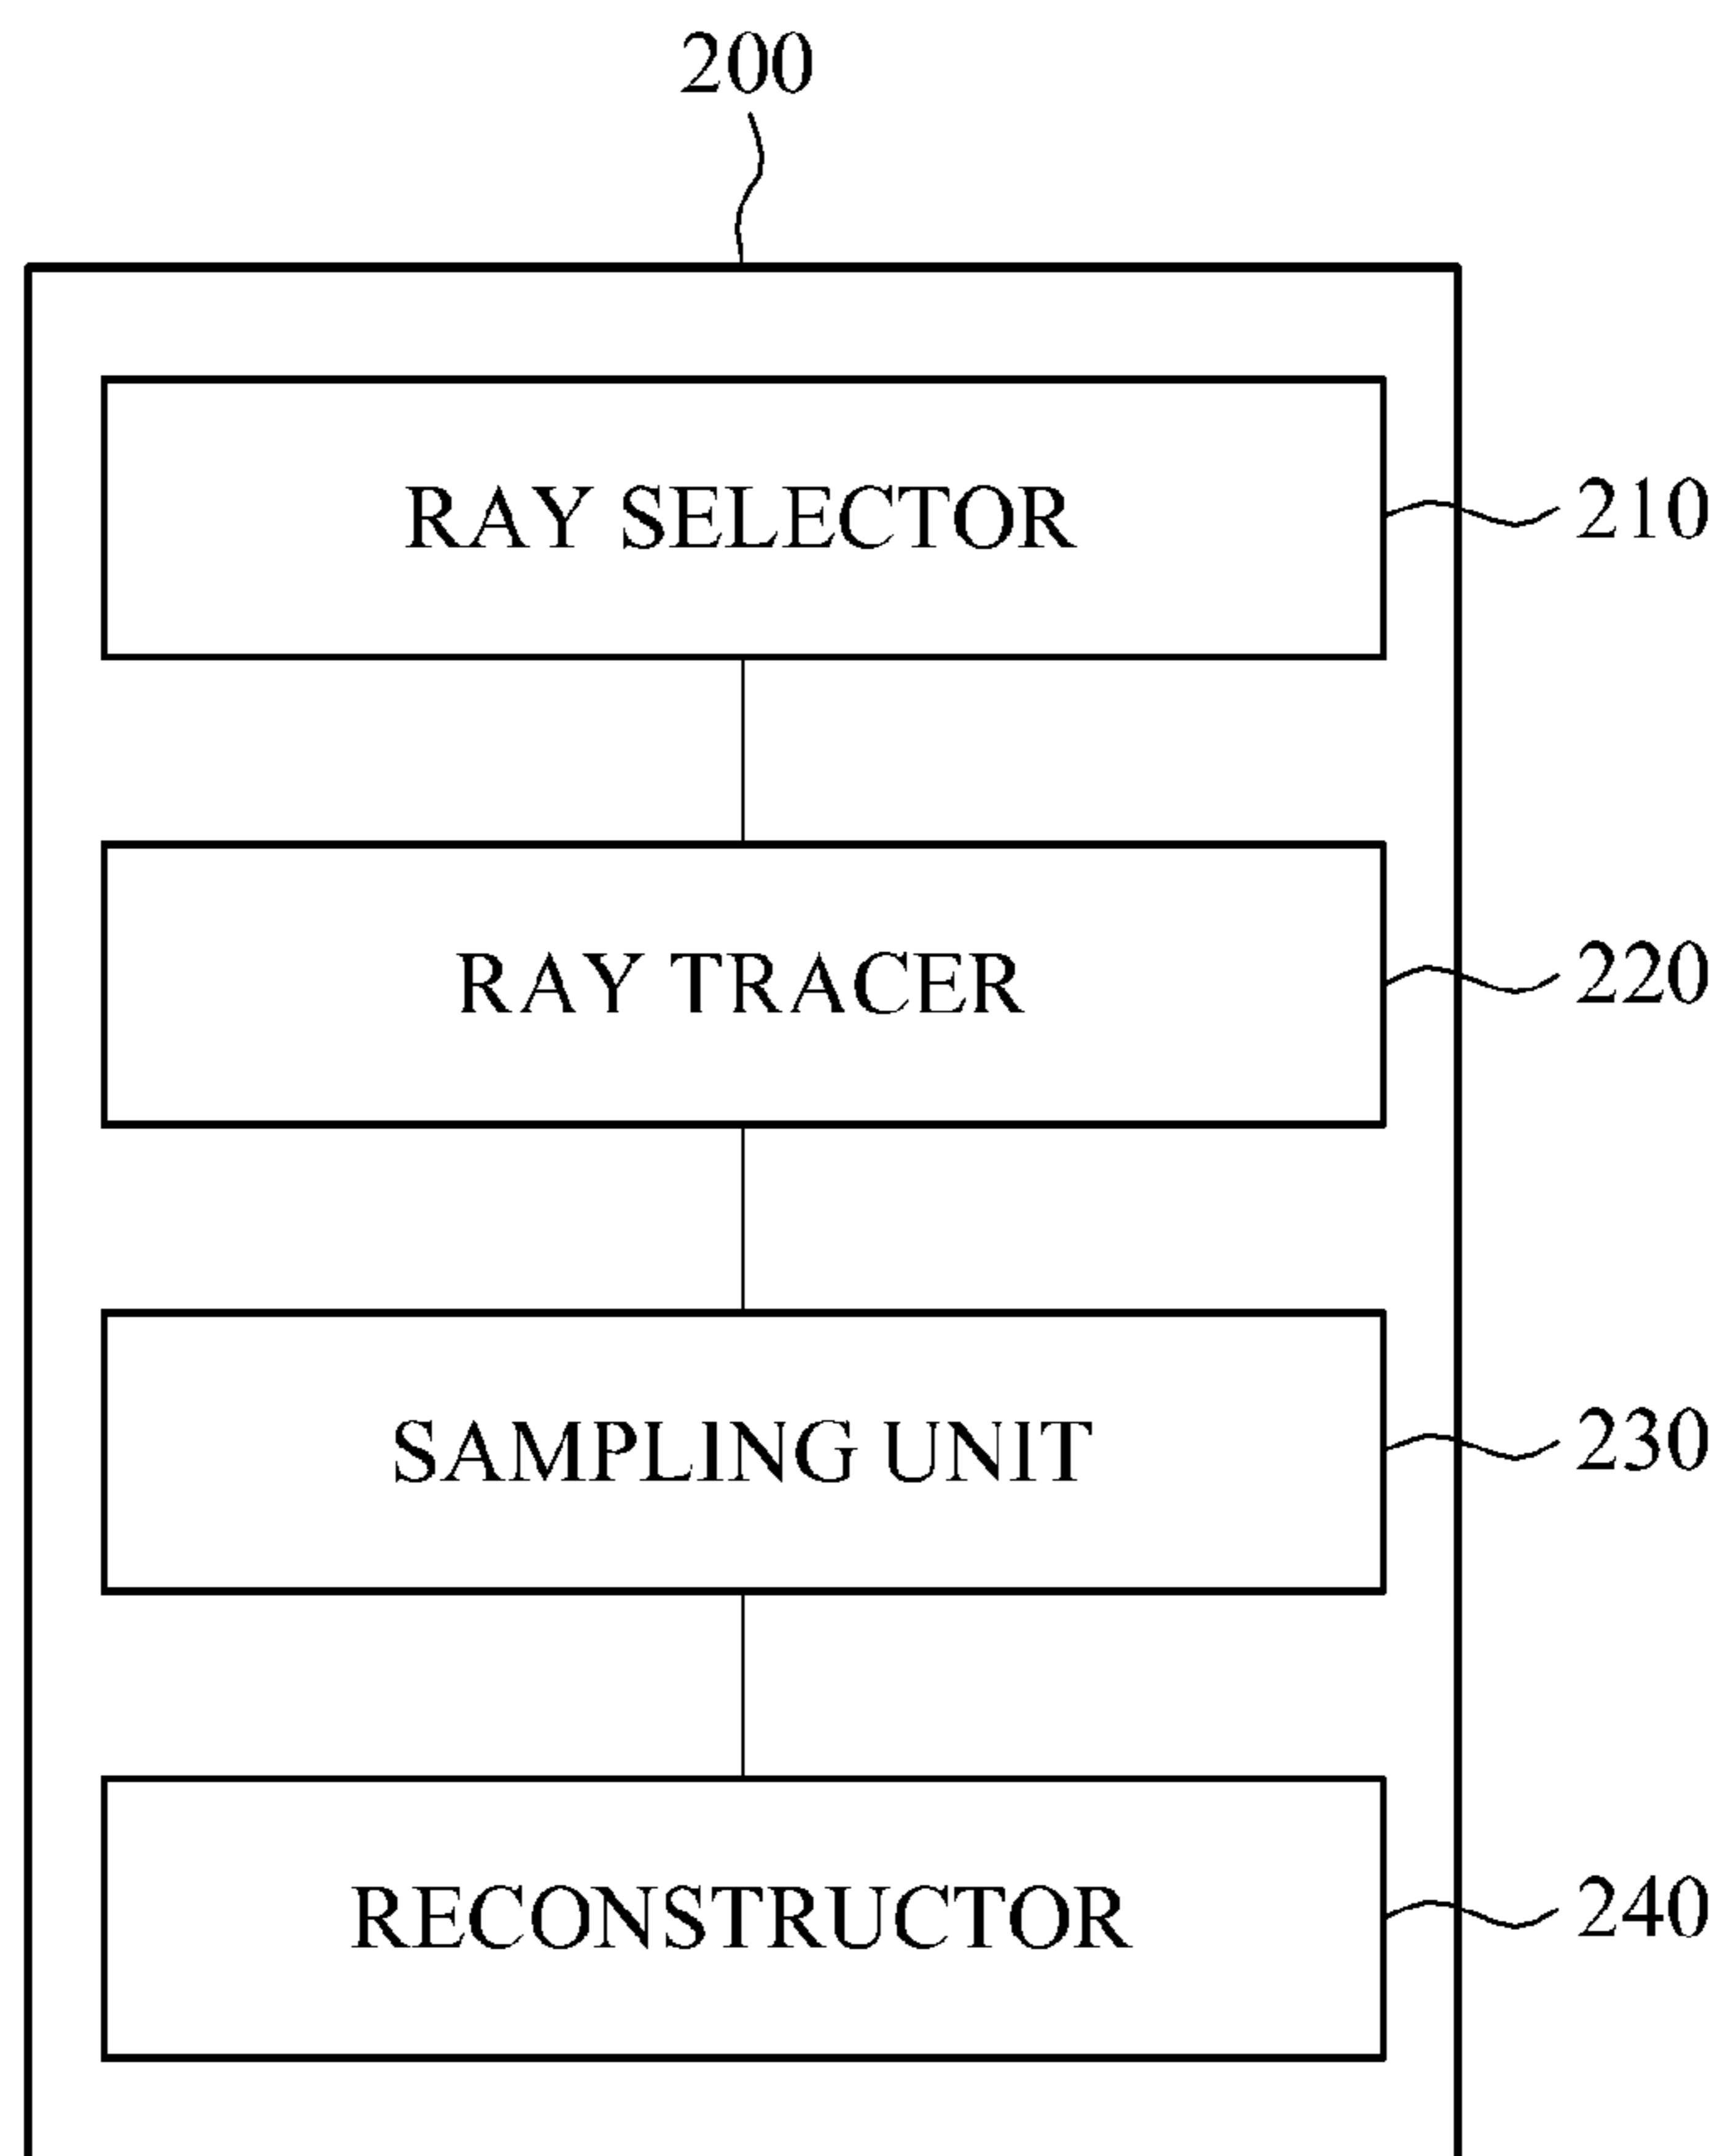 200
RAY SELECTOR 210
RAY TRACER 220
SAMPLING UNIT 230
RECONSTRUCTOR 240